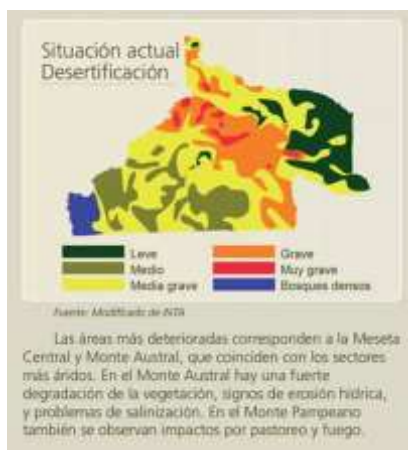 Situación actual
Desertificación
Leve
Medio
Media grave
Grave
Muy grave
Bosques densos
Fuente: Modificado de INTA
Las áreas más deterioradas corresponden a la Meseta
Central y Monte Austral, que coinciden con los sectores
más áridos. En el Monte Austral hay una fuerte
degradación de la vegetación, signos de erosión hídrica,
y problemas de salinización. En el Monte Pampeano
también se observan impactos por pastoreo y fuego.